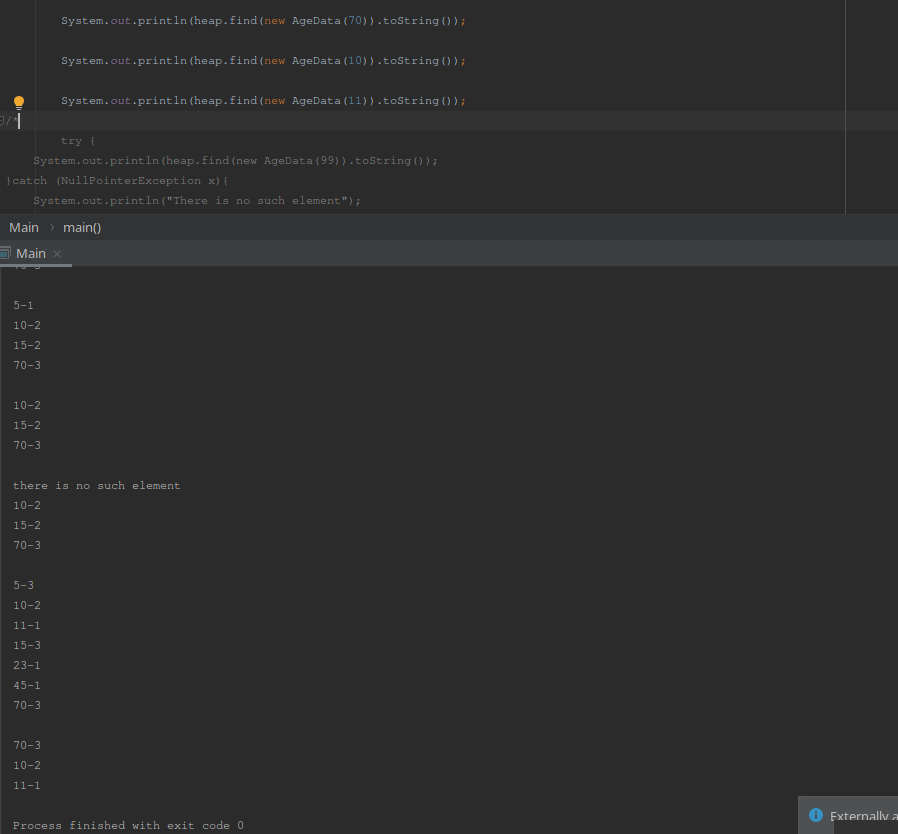 System.out.println(heap.find(new AgeData(70)).toString());
System.out.println(heap.find(new AgeData(10)).toString());
System.out.println(heap.find(new AgeData(11)).toString());
/*
try {
System.out.println(heap.find(new AgeData(99)).toString());
}catch (NullPointerException x){
System.out.println("There is no such element");
Main › main()
Main ×
5-1
10-2
15-2
70-3
10-2
15-2
70-3
there is no such element
10-2
15-2
70-3
5-3
10-2
11-1
15-3
23-1
45-1
70-3
70-3
10-2
11-1
Externally a
Process finished with exit code 0